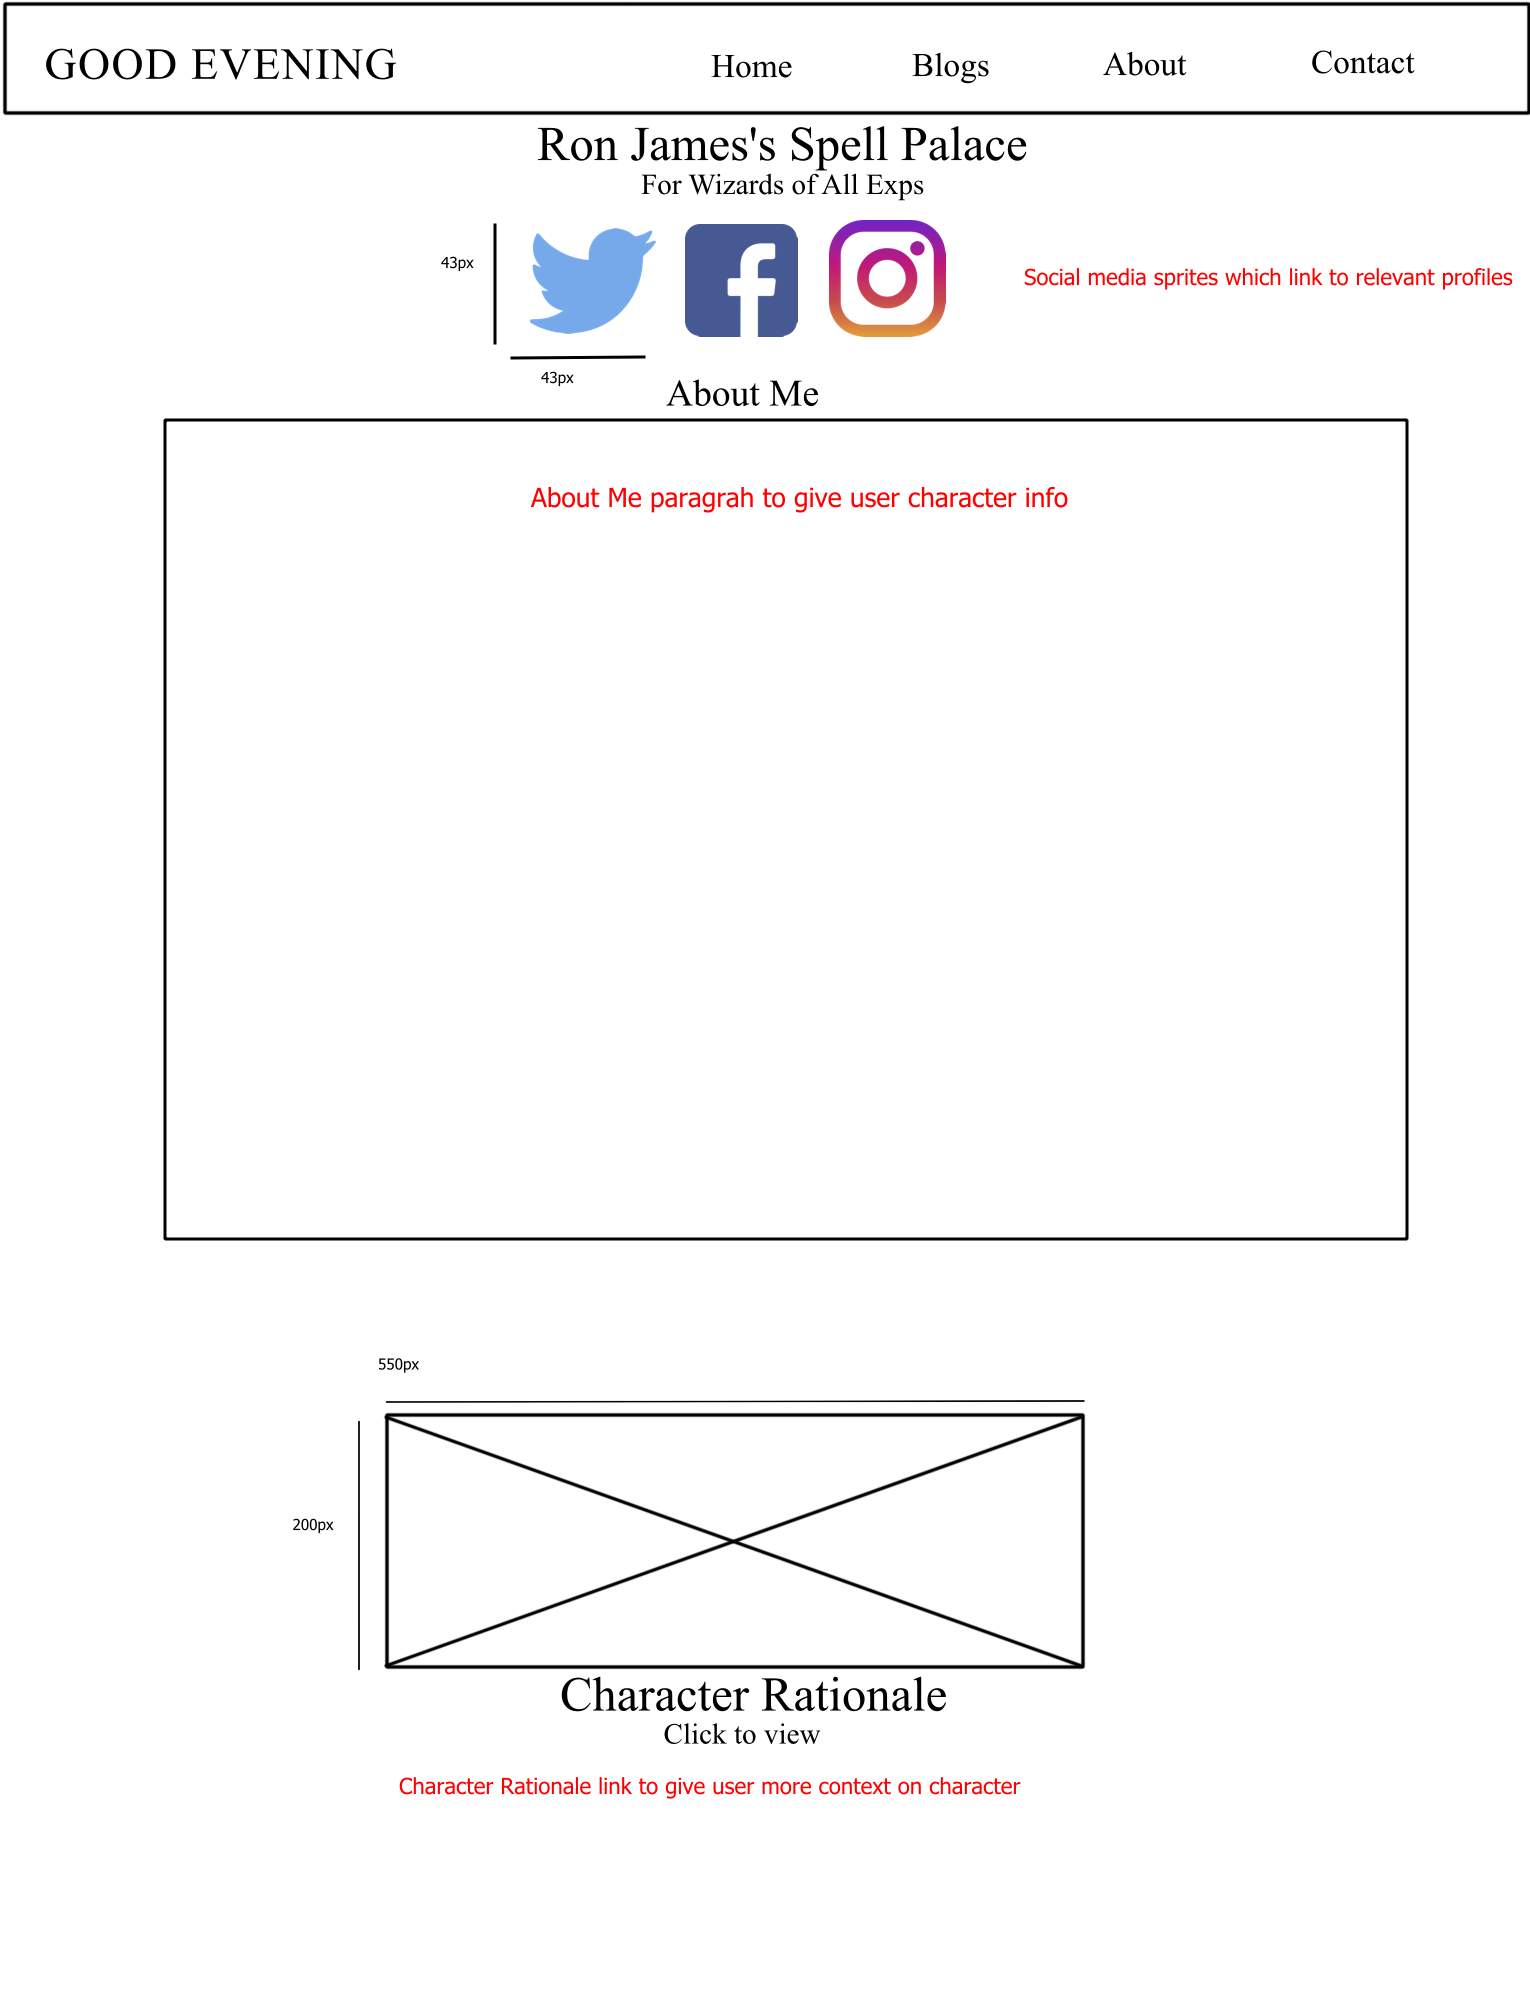 GOOD EVENING Home Blogs About Contact
Ron James's Spell Palace
For Wizards of All Exps
43px
Social media sprites which link to relevant profiles
43px
About Me
About Me paragrah to give user character info
550px
200px
Character Rationale
Click to view
Character Rationale link to give user more context on character